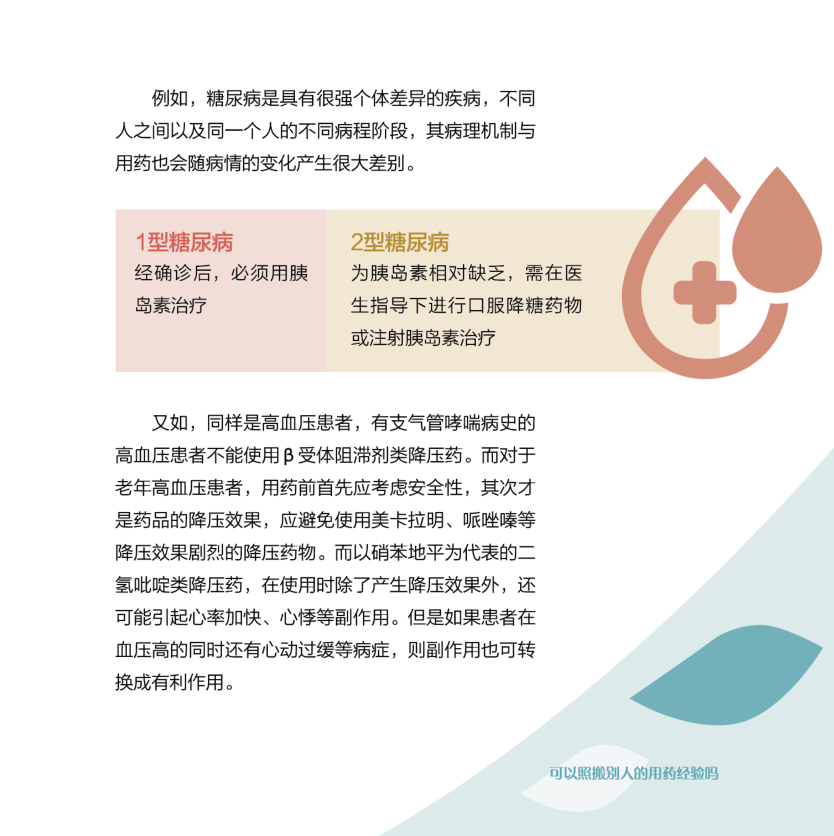 例如，糖尿病是具有很强个体差异的疾病，不同
人之间以及同一个人的不同病程阶段，其病理机制与
用药也会随病情的变化产生很大差别。
1型糖尿病
经确诊后，必须用胰
岛素治疗
2型糖尿病
为胰岛素相对缺乏，需在医
生指导下进行口服降糖药物
或注射胰岛素治疗
又如，同样是高血压患者，有支气管哮喘病史的
高血压患者不能使用β受体阻滞剂类降压药。而对于
老年高血压患者，用药前首先应考虑安全性，其次才
是药品的降压效果，应避免使用美卡拉明、哌唑嗪等
降压效果剧烈的降压药物。而以硝苯地平为代表的二
氢吡啶类降压药，在使用时除了产生降压效果外，还
可能引起心率加快、心悸等副作用。但是如果患者在
血压高的同时还有心动过缓等病症，则副作用也可转
换成有利作用。
可以照搬别人的用药经验吗